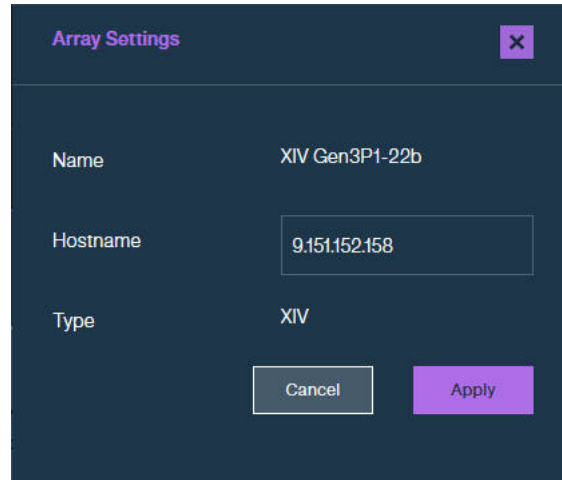 Array Settings
Name XIV Gen3P1-22b
Hostname 9.151.152.158
Type XIV
Cancel Apply